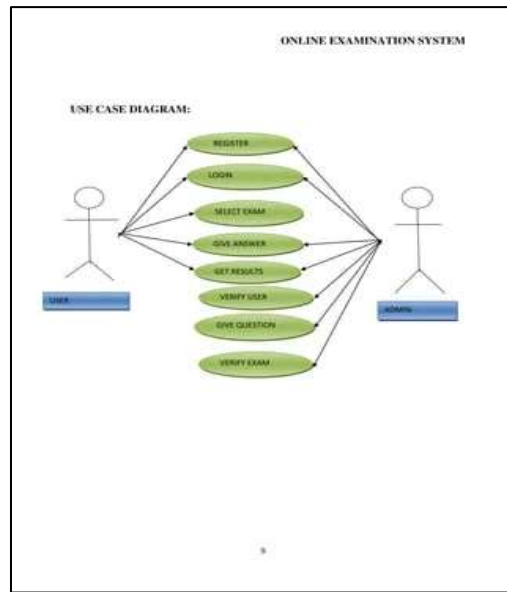 ONLINE EXAMINATION SYSTEM
USE CASE DIAGRAM:
REGISTER
LOGIN
SELECT EXAM
GIVE ANSWER
GET RESULTS
VERIFY USER
GIVE QUESTION
VERIFY EXAM
USER
ADMIN